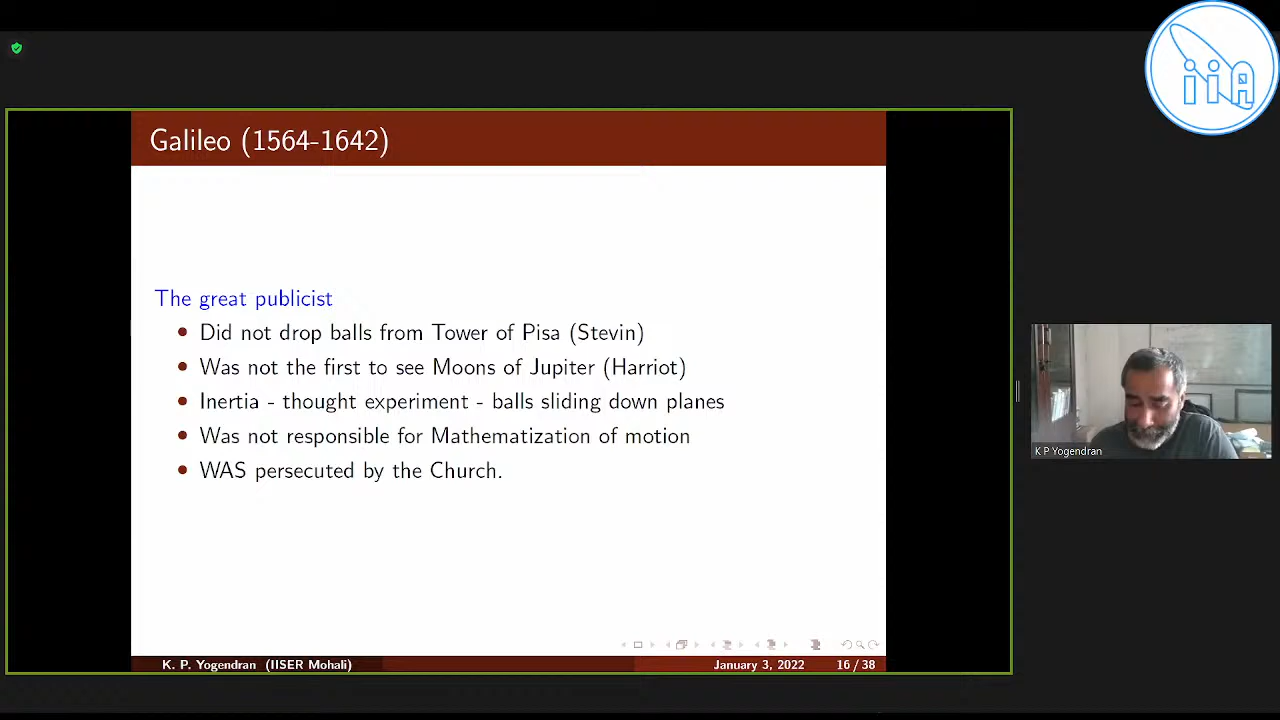 iiA
Galileo (1564-1642)
The great publicist
Did not drop balls from Tower of Pisa (Stevin)
Was not the first to see Moons of Jupiter (Harriot)
Inertia - thought experiment - balls sliding down planes
Was not responsible for Mathematization of motion
WAS persecuted by the Church.
K P Yogendran
K. P. Yogendran (IISER Mohali)
January 3, 2022
16 / 38